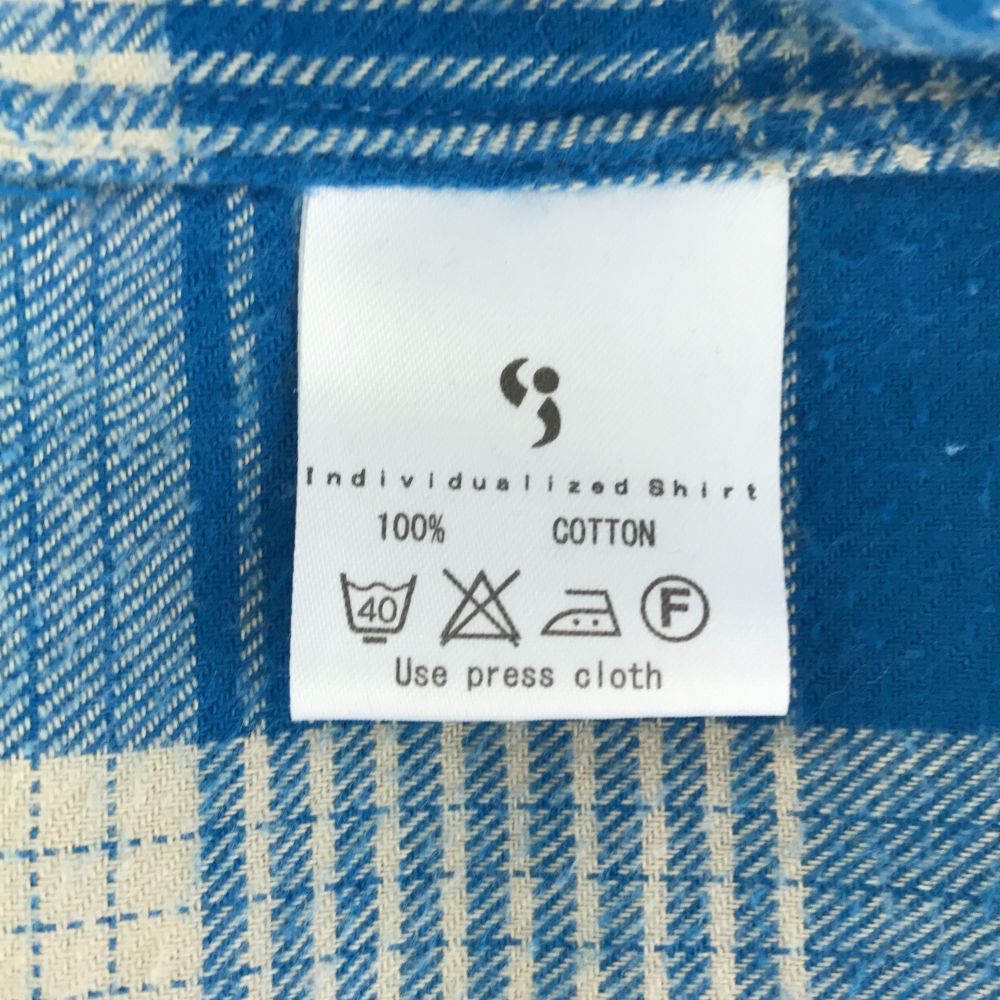 Individualized Shirt
100% COTTON
40 F
Use press cloth